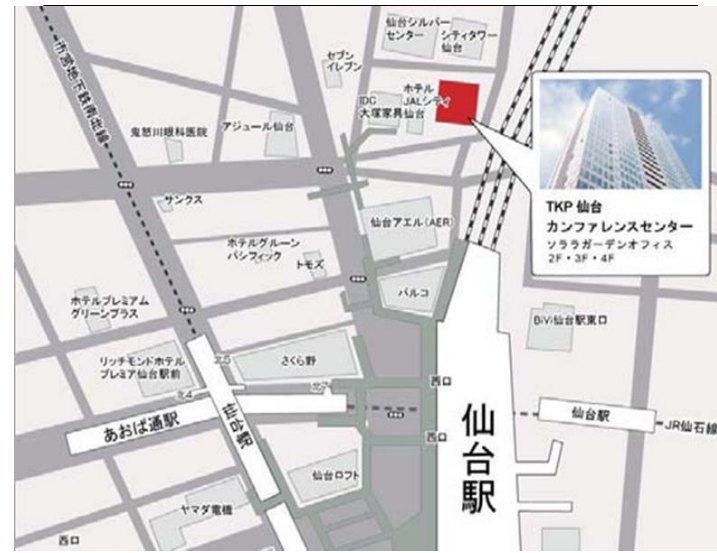 仙台シルバー
センター
シティタワー
仙台
セブン
イレブン
ホテル
JALシティ
仙台
IDC
大塚家具
市営地下鉄南北線
鬼怒川眼科医院
アジュール仙台
サンクス
仙台アエル(AER)
TKP 仙台
カンファレンスセンター
ソララガーデンオフィス
2F・3F・4F
ホテルグルーン
パシフィック
トモズ
パルコ
ホテルプレミアム
グリーンプラス
BiVi仙台駅東口
リッチモンドホテル
プレミア仙台駅前
北5
さくら野
北4
北7
西口
あおば通駅
仙台駅
西口
仙台駅
仙台駅
JR仙石線
仙台ロフト
ヤマダ電機
西口